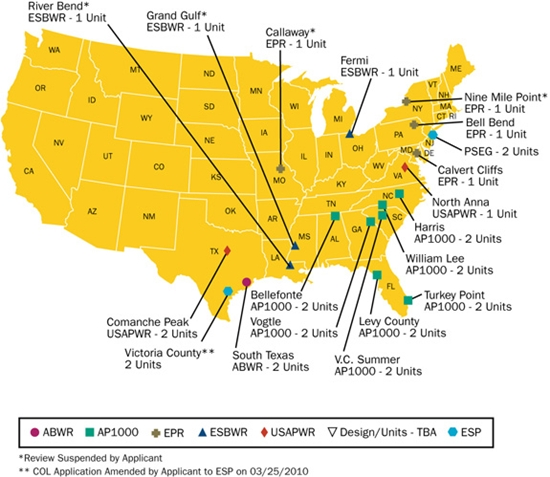 River Bend*
ESBWR - 1 Unit
Grand Gulf*
ESBWR - 1 Unit
Callaway*
EPR - 1 Unit
Fermi
ESBWR - 1 Unit
Nine Mile Point*
EPR - 1 Unit
Bell Bend
EPR - 1 Unit
PSEG - 2 Units
Calvert Cliffs
EPR - 1 Unit
North Anna
USAPWR - 1 Unit
Harris
AP1000 - 2 Units
William Lee
AP1000 - 2 Units
Turkey Point
AP1000 - 2 Units
Levy County
AP1000 - 2 Units
V.C. Summer
AP1000 - 2 Units
Bellefonte
AP1000 - 2 Units
Vogtle
AP1000 - 2 Units
South Texas
ABWR - 2 Units
Comanche Peak
USAPWR - 2 Units
Victoria County**
2 Units
WA
MT
ND
MN
ME
OR
ID
SD
WI
MI
VT
NH
NY
MA
CT
RI
WY
NV
UT
CO
NE
IA
IL
IN
OH
PA
NJ
MD
DE
CA
KS
MO
KY
WV
VA
AZ
NM
OK
AR
TN
NC
SC
TX
LA
MS
AL
GA
FL
ABWR
AP1000
EPR
ESBWR
USAPWR
Design/Units - TBA
ESP
*Review Suspended by Applicant
** COL Application Amended by Applicant to ESP on 03/25/2010